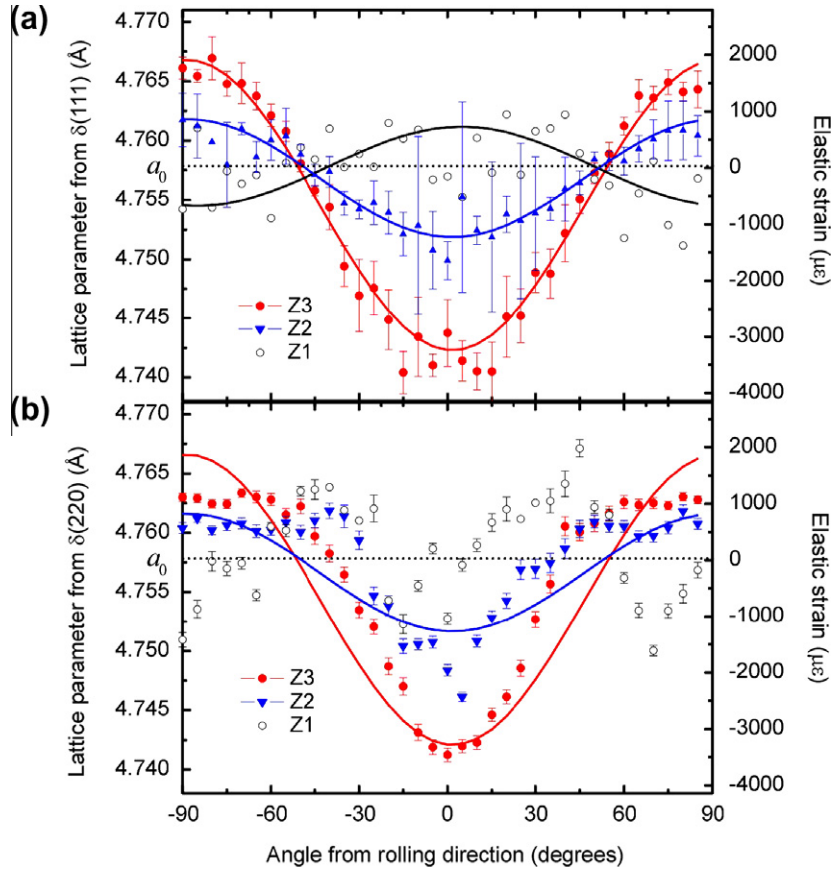 (a)
4.770
4.765
4.760
a0
4.755
4.750
4.745
4.740
Lattice parameter from δ(111) (Å)
Z3
Z2
Z1
2000
1000
0
-1000
-2000
-3000
-4000
Elastic strain (με)
(b)
4.770
4.765
4.760
a0
4.755
4.750
4.745
4.740
Lattice parameter from δ(220) (Å)
Z3
Z2
Z1
2000
1000
0
-1000
-2000
-3000
-4000
Elastic strain (με)
-90 -60 -30 0 30 60 90
Angle from rolling direction (degrees)